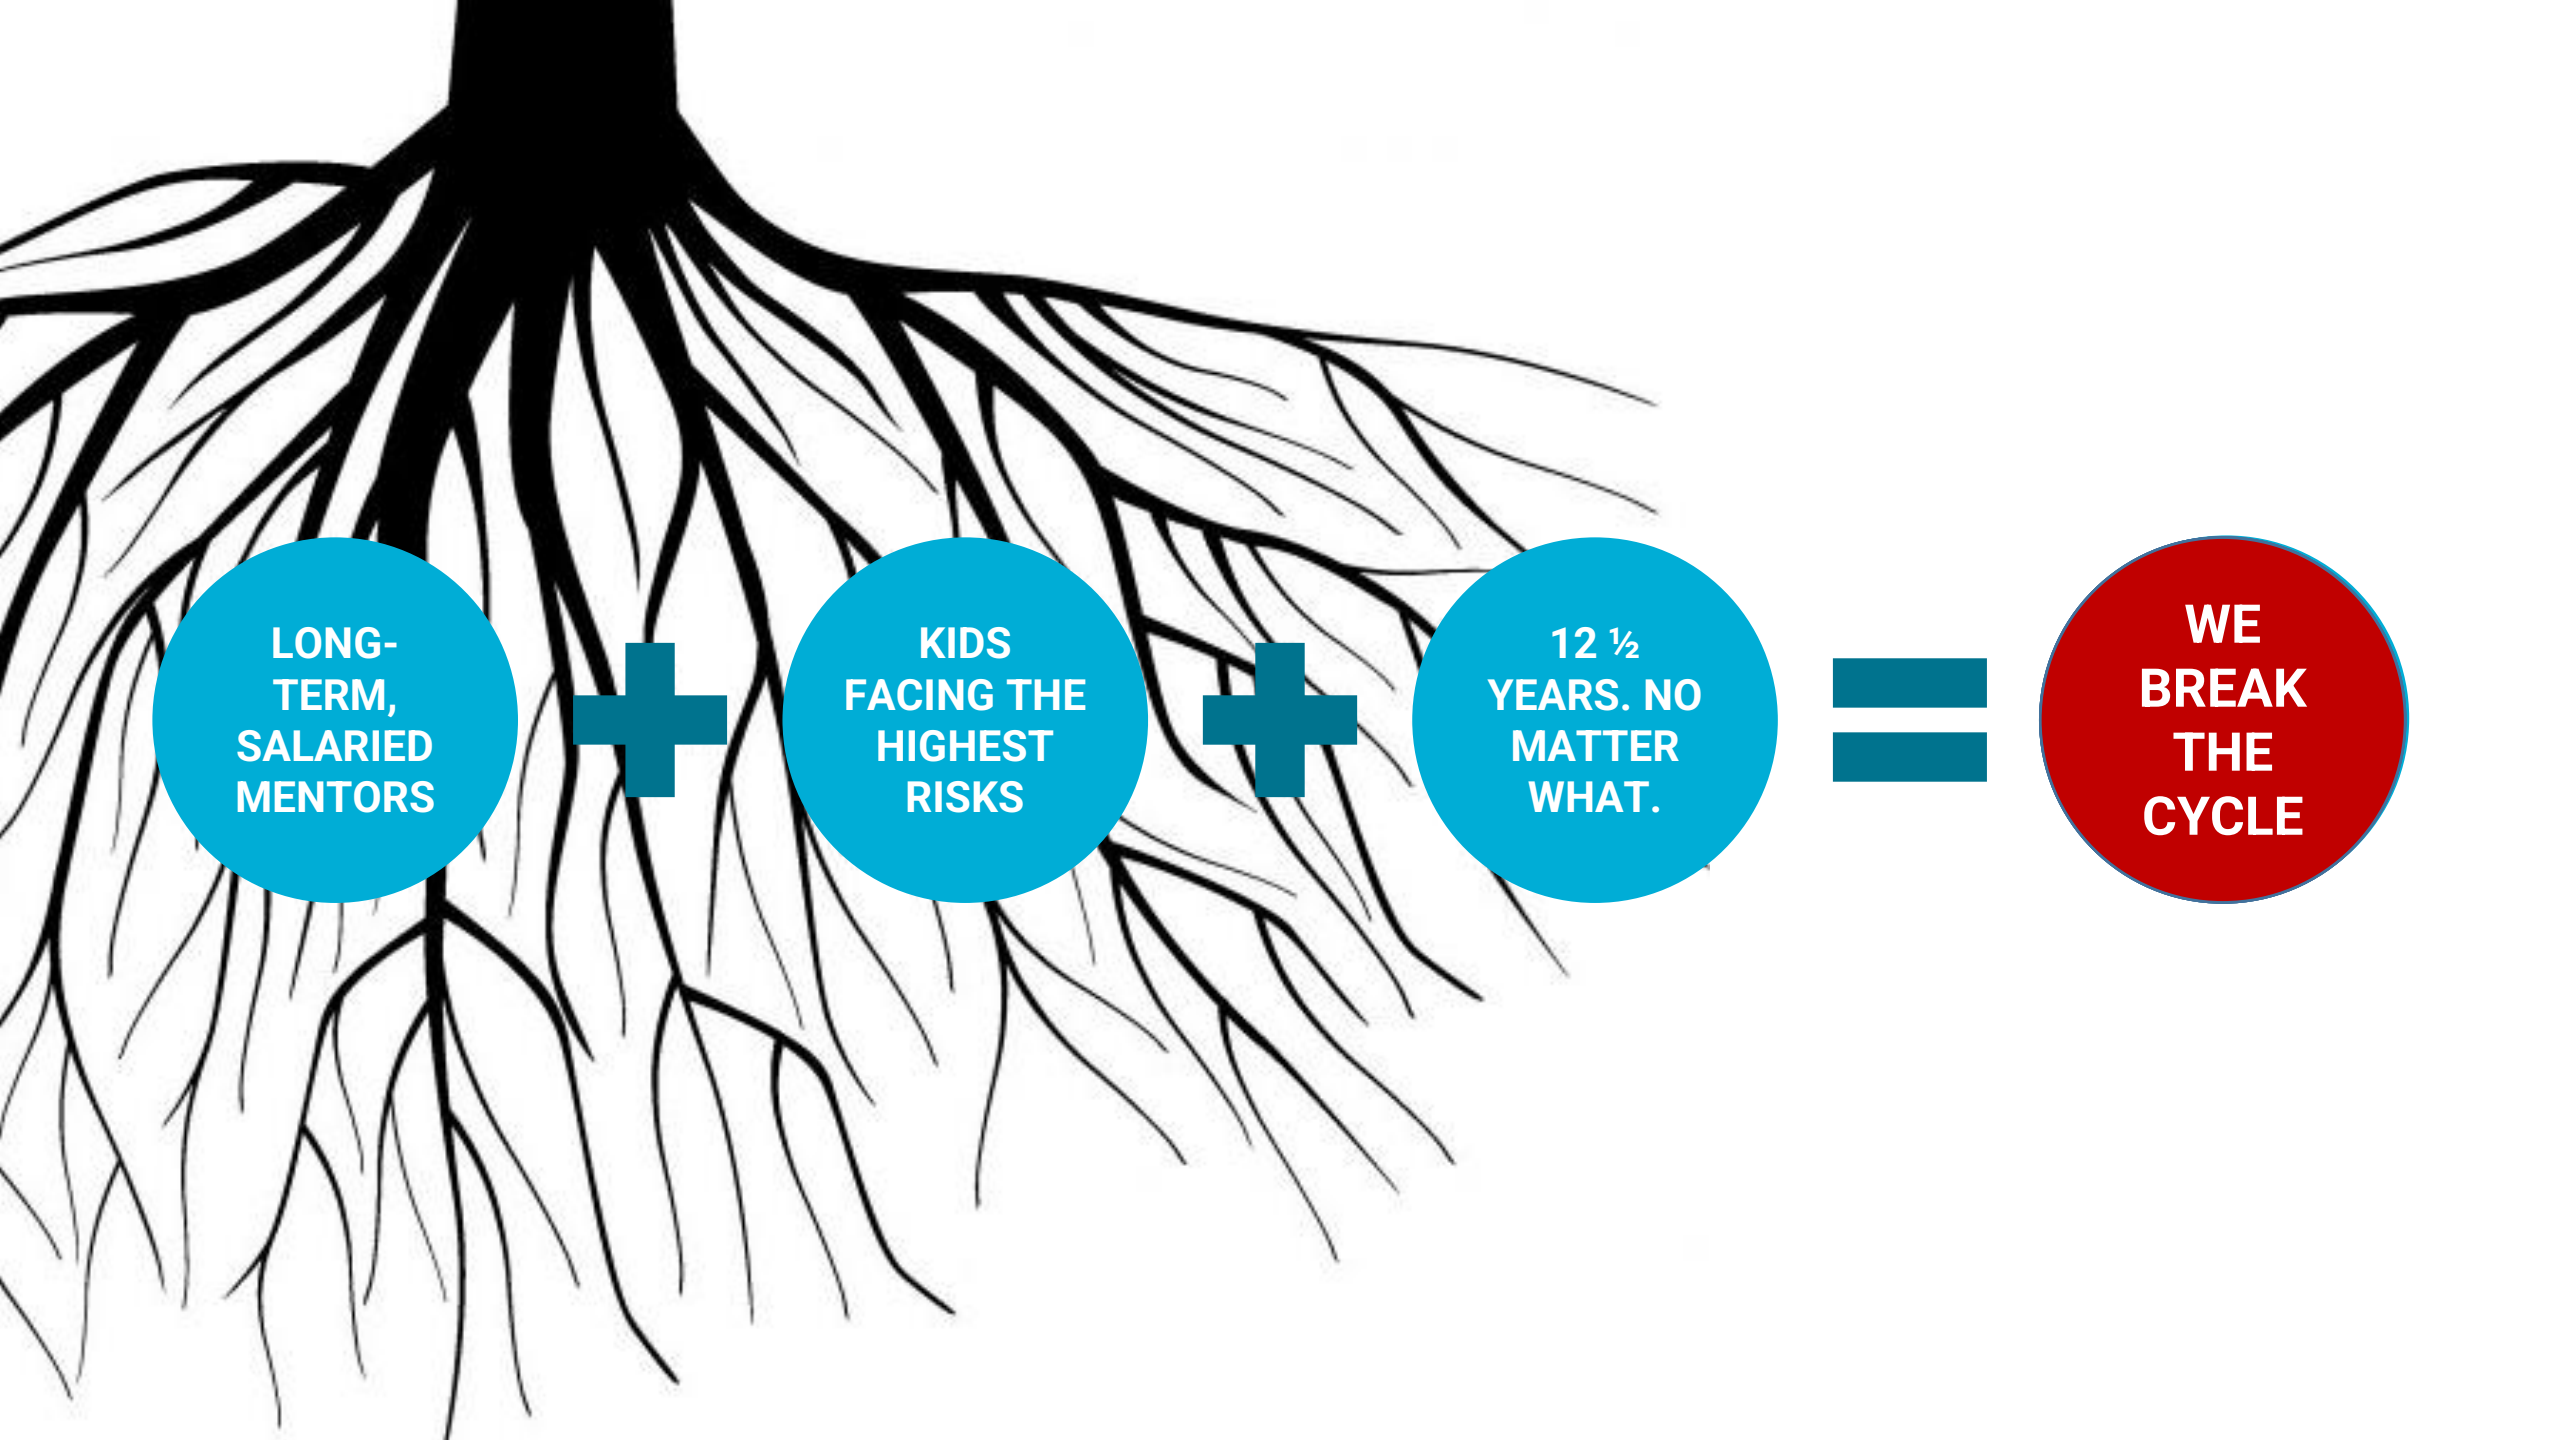 LONG-
TERM,
SALARIED
MENTORS
KIDS
FACING THE
HIGHEST
RISKS
12 ½
YEARS. NO
MATTER
WHAT.
WE
BREAK
THE
CYCLE